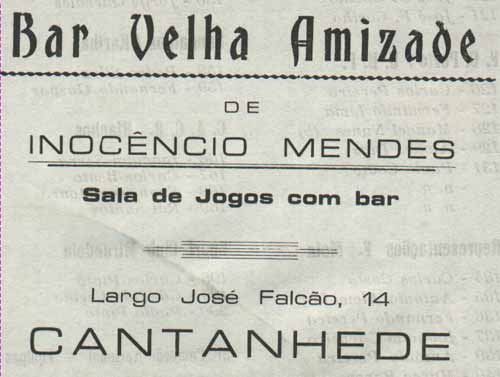 Bar Velha Amizade
DE
INOCÊNCIO MENDES
Sala de Jogos com bar
Largo José Falcão, 14
CANTANHEDE